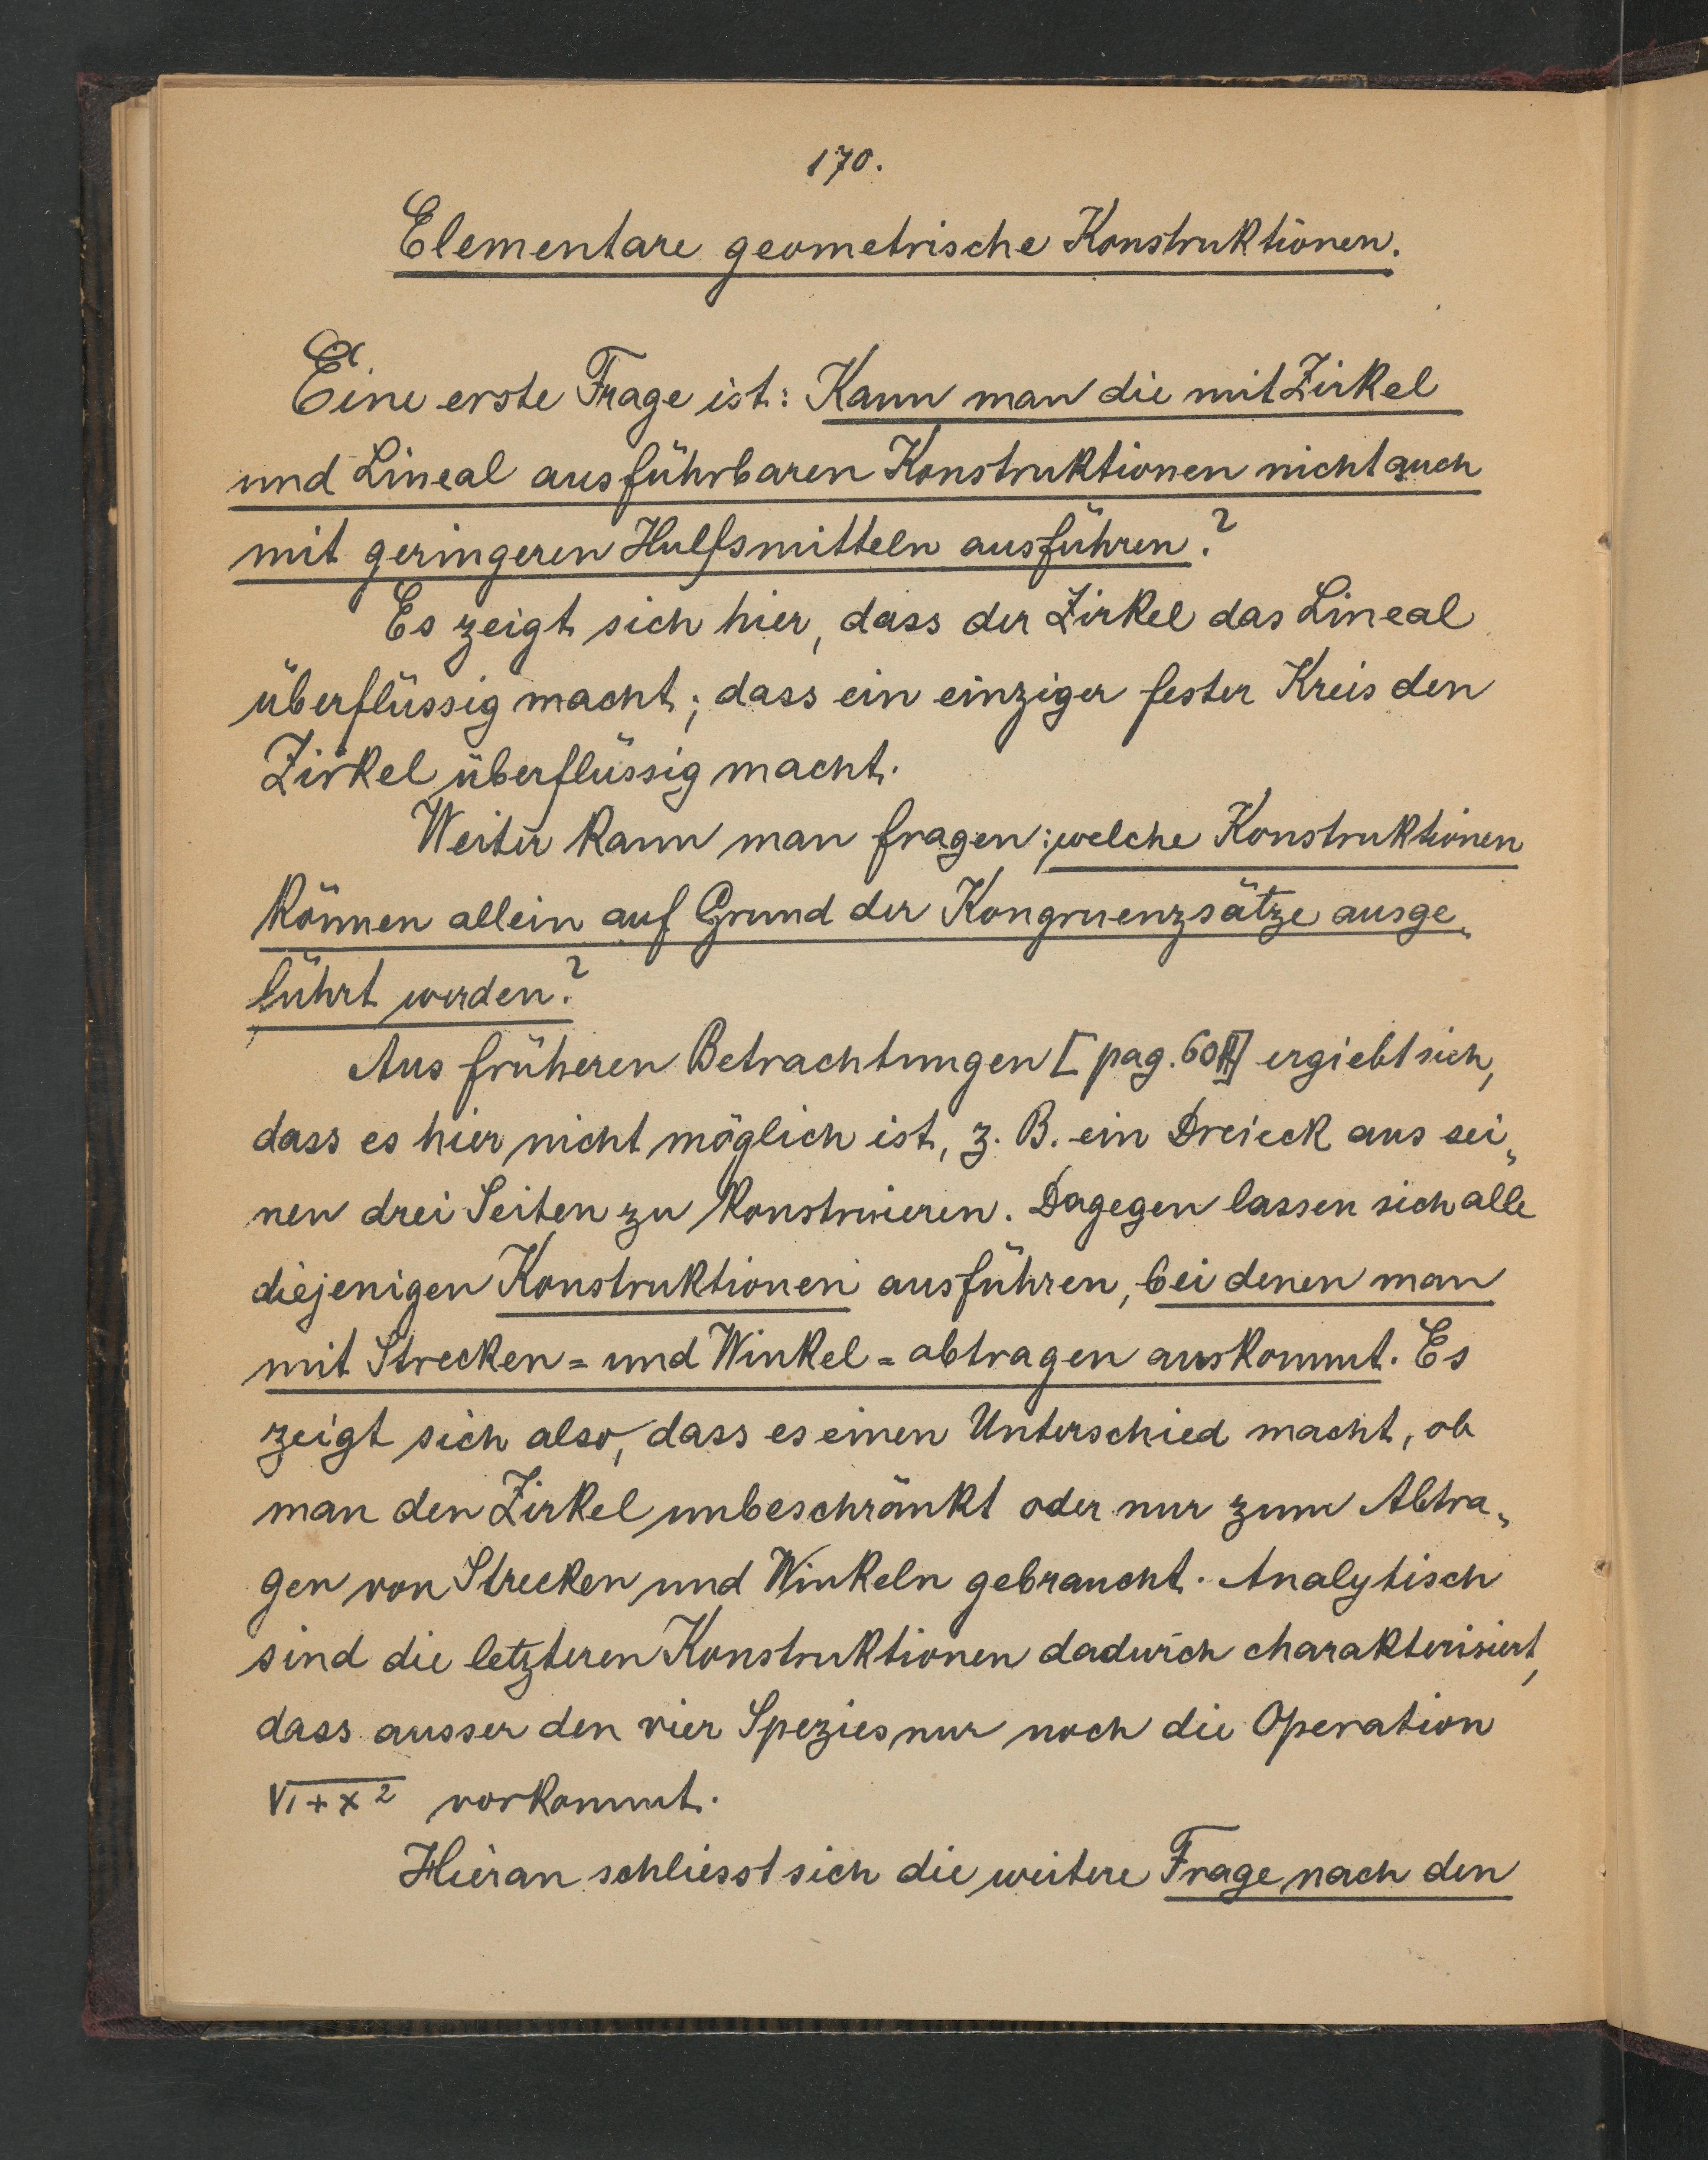 170.
Elementare geometrische Konstruktionen.
Eine erste Frage ist: Kann man die mit Zirkel
und Lineal ausführbaren Konstruktionen nicht auch
mit geringeren Hulfsmitteln ausführen?
Es zeigt sich hier, dass der Zirkel das Lineal
überflüssig macht; dass ein einziger fester Kreis den
Zirkel überflüssig macht.
Weiter kann man fragen: welche Konstruktionen
können allein auf Grund der Kongruenzsätze ausge„
führt werden?
Aus früheren Betrachtungen [pag. 60 ff] ergiebt sich,
dass es hier nicht möglich ist, z. B. ein Dreieck aus sei„
nen drei Seiten zu konstruieren. Dagegen lassen sich alle
diejenigen Konstruktionen ausführen, bei denen man
mit Strecken= und Winkel=abtragen auskommt. Es
zeigt sich also, dass es einen Unterschied macht, ob
man den Zirkel unbeschränkt oder nur zum Abtra„
gen von Strecken und Winkeln gebraucht. Analytisch
sind die letzteren Konstruktionen dadurch charakterisiert,
dass ausser den vier Spezies nur noch die Operation
√1+x² vorkommt.
Hieran schliesst sich die weitere Frage nach den